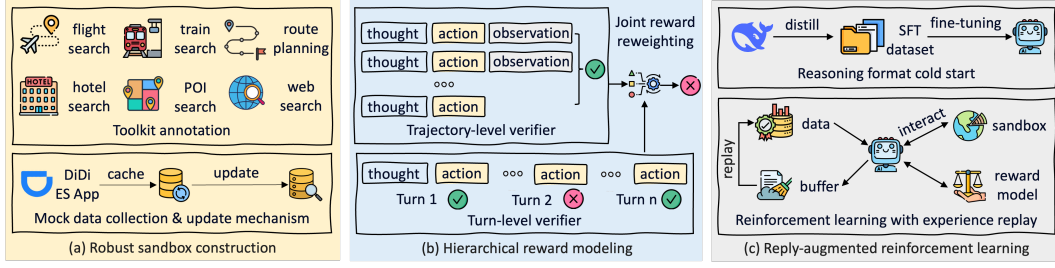 flight
search
train
search
route
planning
HOTEL
hotel
search
POI
search
web
search
Toolkit annotation
DiDi
ES App
cache
update
Mock data collection & update mechanism
(a) Robust sandbox construction
thought
action
observation
thought
action
observation
thought
action
Trajectory-level verifier
Joint reward
reweighting
thought
action
action
action
Turn 1
Turn 2
Turn n
Turn-level verifier
(b) Hierarchical reward modeling
distill
SFT
dataset
fine-tuning
Reasoning format cold start
replay
data
buffer
interact
sandbox
reward
model
Reinforcement learning with experience replay
(c) Reply-augmented reinforcement learning